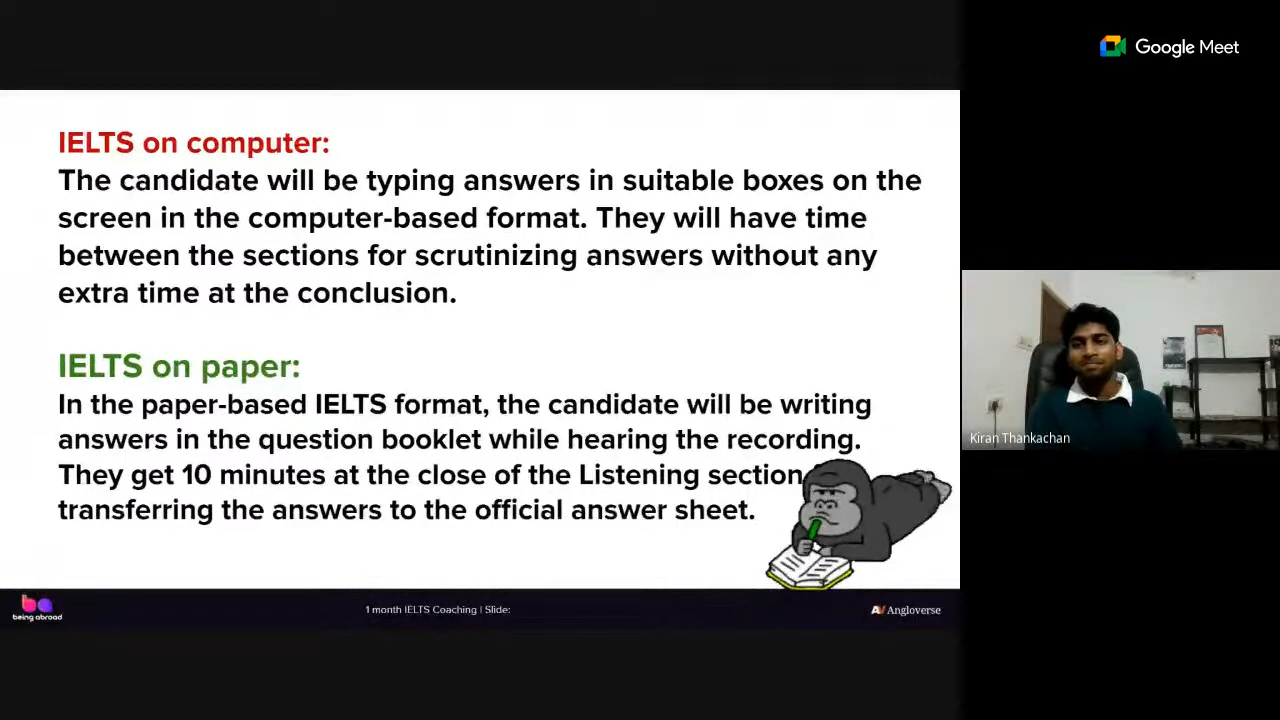 Google Meet
IELTS on computer:
The candidate will be typing answers in suitable boxes on the
screen in the computer-based format. They will have time
between the sections for scrutinizing answers without any
extra time at the conclusion.
IELTS on paper:
In the paper-based IELTS format, the candidate will be writing
answers in the question booklet while hearing the recording.
They get 10 minutes at the close of the Listening section
transferring the answers to the official answer sheet.
Kiran Thankachan
ba
being abroad
1 month IELTS Coaching | Slide:
AV Angloverse